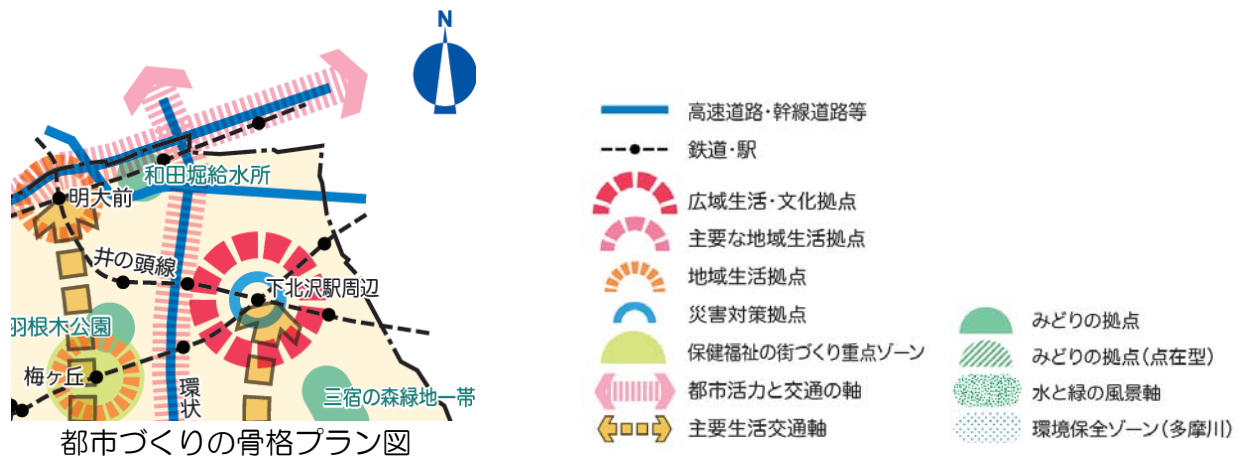 N
和田堀給水所
明大前
井の頭線
下北沢駅周辺
羽根木公園
梅ヶ丘
環状
三宿の森緑地一帯
都市づくりの骨格プラン図
高速道路・幹線道路等
鉄道・駅
広域生活・文化拠点
主要な地域生活拠点
地域生活拠点
災害対策拠点
保健福祉の街づくり重点ゾーン
都市活力と交通の軸
主要生活交通軸
みどりの拠点
みどりの拠点(点在型)
水と緑の風景軸
環境保全ゾーン(多摩川)